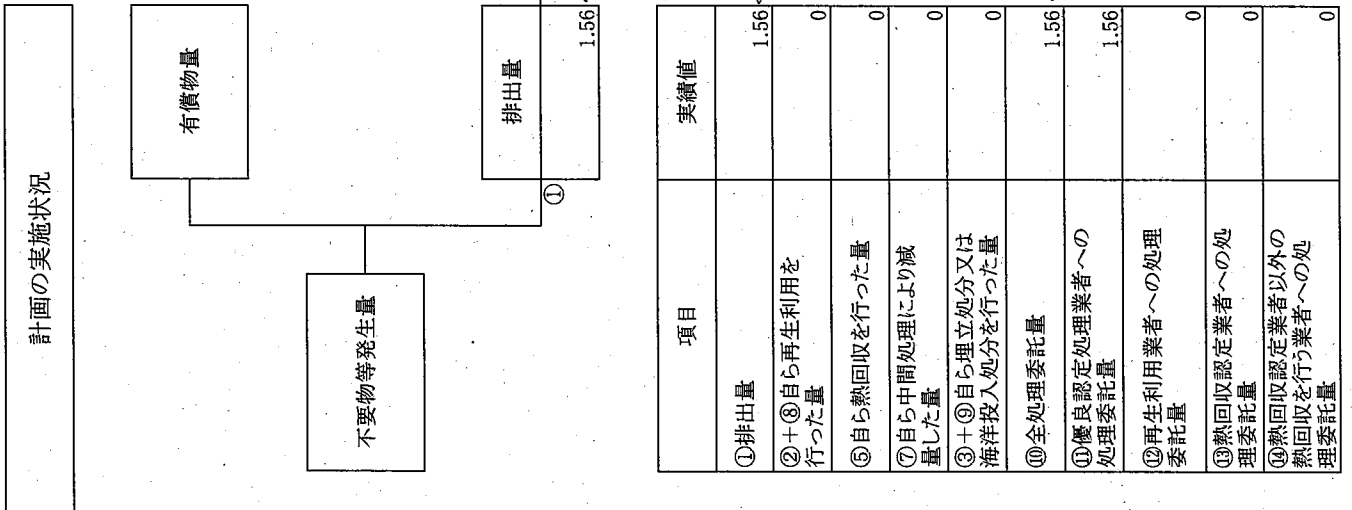 計画の実施状況
不要物等発生量
有償物量
①
排出量
1.56
項目
実績値
①排出量
1.56
②+⑧自ら再生利用を
行った量
0
⑤自ら熱回収を行った量
0
⑦自ら中間処理により減
量した量
0
③+⑨自ら埋立処分又は
海洋投入処分を行った量
0
⑩全処理委託量
1.56
⑪優良認定処理業者への
処理委託量
1.56
⑫再生利用業者への処理
委託量
0
⑬熱回収認定業者への処
理委託量
0
⑭熱回収認定業者以外の
熱回収を行う業者への処
理委託量
0